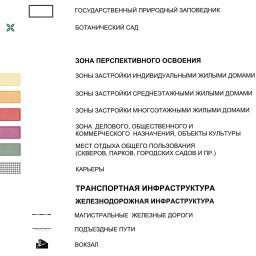 ГОСУДАРСТВЕННЫЙ ПРИРОДНЫЙ ЗАПОВЕДНИК
БОТАНИЧЕСКИЙ САД
ЗОНА ПЕРСПЕКТИВНОГО ОСВОЕНИЯ
ЗОНЫ ЗАСТРОЙКИ ИНДИВИДУАЛЬНЫМИ ЖИЛЫМИ ДОМАМИ
ЗОНЫ ЗАСТРОЙКИ СРЕДНЕЭТАЖНЫМИ ЖИЛЫМИ ДОМАМИ
ЗОНЫ ЗАСТРОЙКИ МНОГОЭТАЖНЫМИ ЖИЛЫМИ ДОМАМИ
ЗОНА ДЕЛОВОГО, ОБЩЕСТВЕННОГО И
КОММЕРЧЕСКОГО НАЗНАЧЕНИЯ, ОБЪЕКТЫ КУЛЬТУРЫ
МЕСТ ОТДЫХА ОБЩЕГО ПОЛЬЗОВАНИЯ
(СКВЕРОВ, ПАРКОВ, ГОРОДСКИХ САДОВ И ПР.)
КАРЬЕРЫ
ТРАНСПОРТНАЯ ИНФРАСТРУКТУРА
ЖЕЛЕЗНОДОРОЖНАЯ ИНФРАСТРУКТУРА
МАГИСТРАЛЬНЫЕ ЖЕЛЕЗНЫЕ ДОРОГИ
ПОДЪЕЗДНЫЕ ПУТИ
ВОКЗАЛ